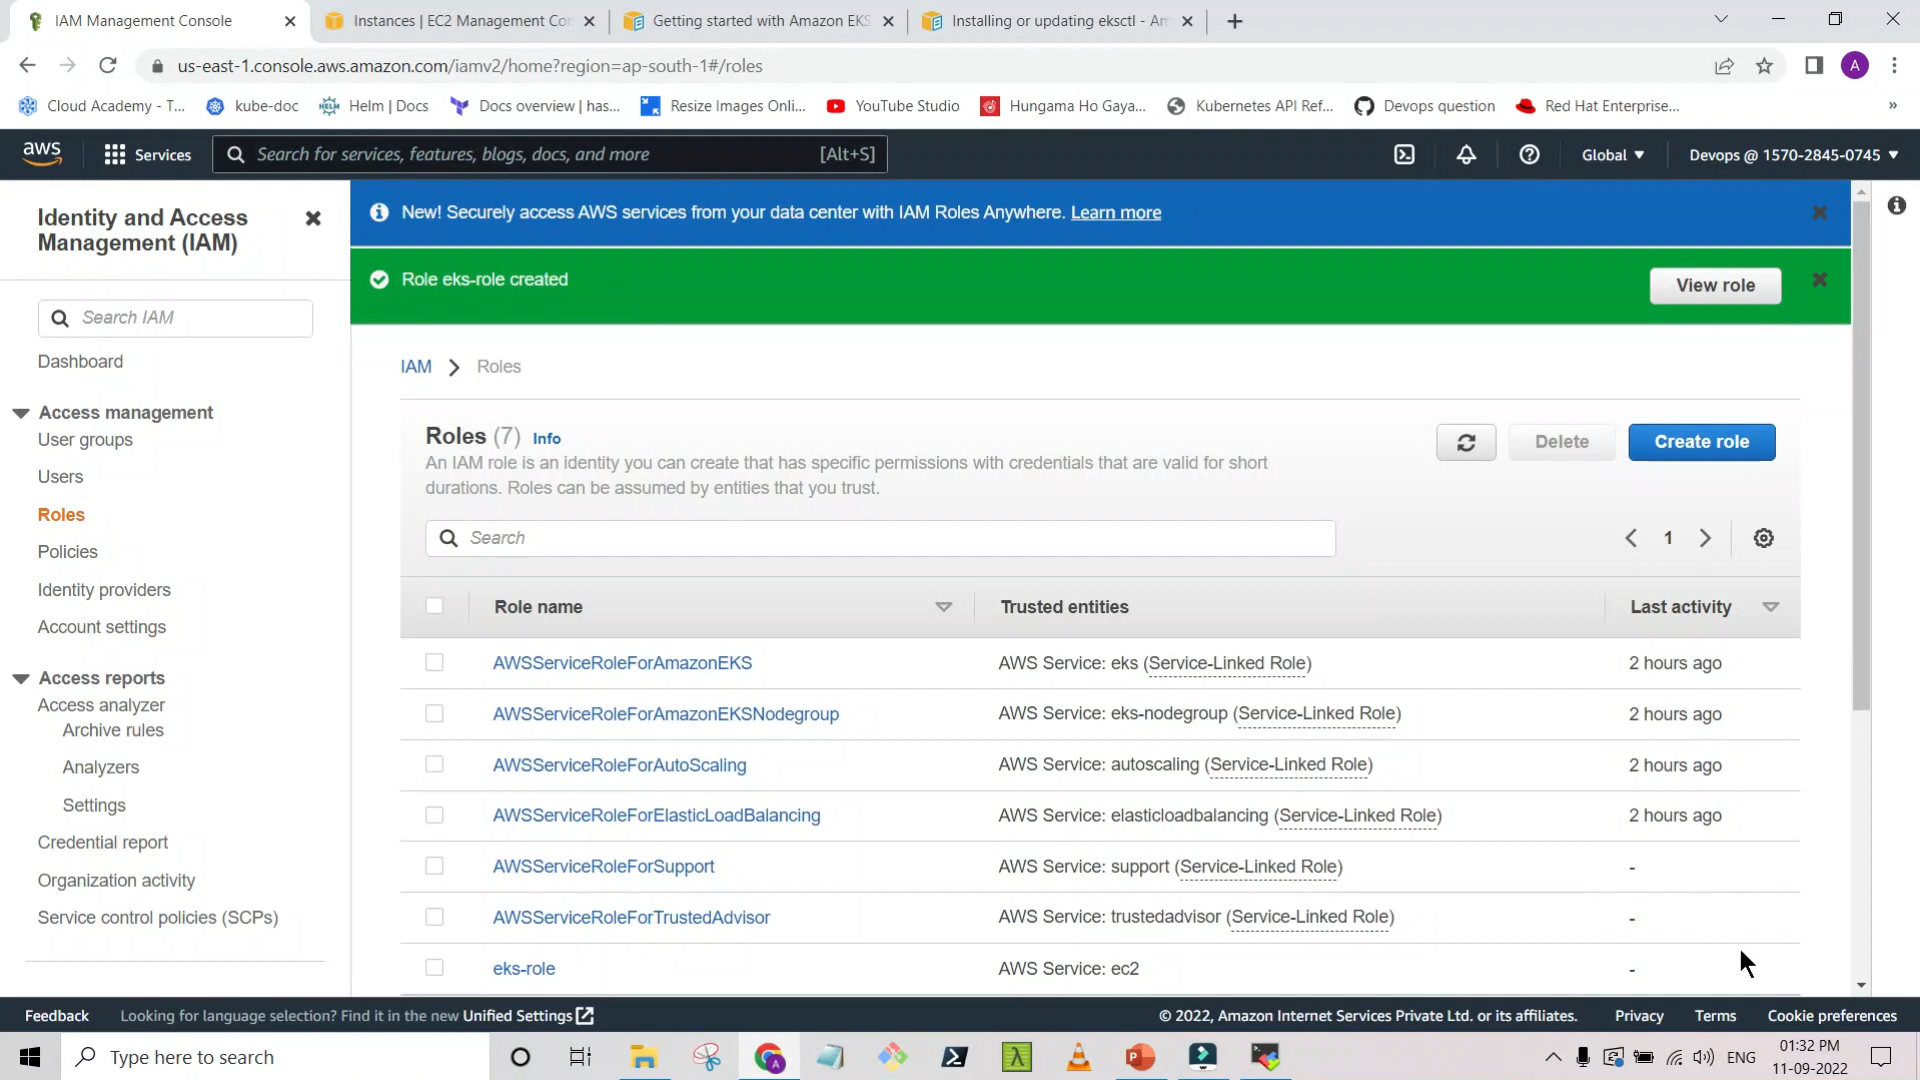 IAM Management Console
Instances | EC2 Management Co
Getting started with Amazon EKS
Installing or updating eksctl - Am
us-east-1.console.aws.amazon.com/iamv2/home?region=ap-south-1#/roles
A
Cloud Academy - T...
kube-doc
Helm | Docs
Docs overview | has...
Resize Images Onli...
YouTube Studio
Hungama Ho Gaya...
Kubernetes API Ref...
Devops question
Red Hat Enterprise...
»
aws
Services
Search for services, features, blogs, docs, and more
[Alt+S]
Global
Devops @ 1570-2845-0745
Identity and Access
Management (IAM)
Search IAM
Dashboard
Access management
User groups
Users
Roles
Policies
Identity providers
Account settings
Access reports
Access analyzer
Archive rules
Analyzers
Settings
Credential report
Organization activity
Service control policies (SCPs)
New! Securely access AWS services from your data center with IAM Roles Anywhere. Learn more
Role eks-role created
View role
IAM > Roles
Roles (7) Info
An IAM role is an identity you can create that has specific permissions with credentials that are valid for short
durations. Roles can be assumed by entities that you trust.
Delete
Create role
Search
1
Role name Trusted entities Last activity
AWSServiceRoleForAmazonEKS AWS Service: eks (Service-Linked Role) 2 hours ago
AWSServiceRoleForAmazonEKSNodegroup AWS Service: eks-nodegroup (Service-Linked Role) 2 hours ago
AWSServiceRoleForAutoScaling AWS Service: autoscaling (Service-Linked Role) 2 hours ago
AWSServiceRoleForElasticLoadBalancing AWS Service: elasticloadbalancing (Service-Linked Role) 2 hours ago
AWSServiceRoleForSupport AWS Service: support (Service-Linked Role) -
AWSServiceRoleForTrustedAdvisor AWS Service: trustedadvisor (Service-Linked Role) -
eks-role AWS Service: ec2 -
Feedback
Looking for language selection? Find it in the new Unified Settings
© 2022, Amazon Internet Services Private Ltd. or its affiliates.
Privacy
Terms
Cookie preferences
Type here to search
ENG
01:32 PM
11-09-2022